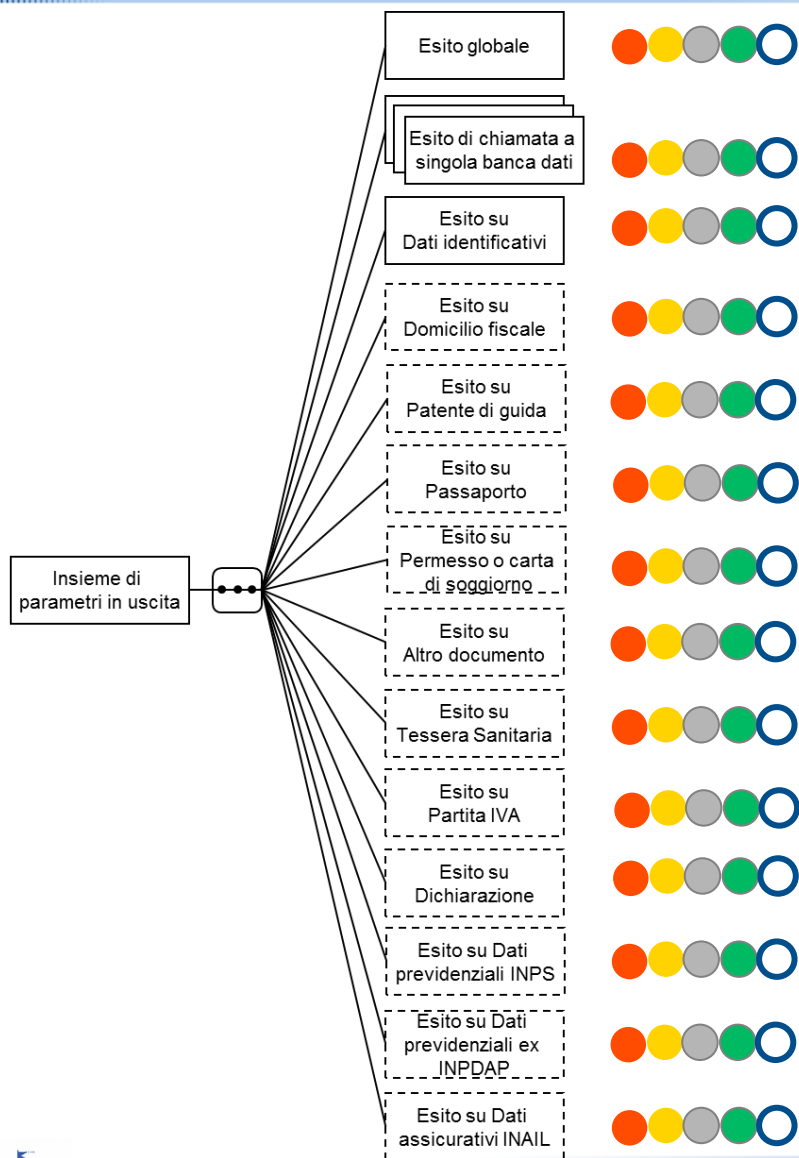 Esito globale
Esito di chiamata a
singola banca dati
Esito su
Dati identificativi
Esito su
Domicilio fiscale
Esito su
Patente di guida
Esito su
Passaporto
Esito su
Permesso o carta
di soggiorno
Insieme di
parametri in uscita
Esito su
Altro documento
Esito su
Tessera Sanitaria
Esito su
Partita IVA
Esito su
Dichiarazione
Esito su Dati
previdenziali INPS
Esito su Dati
previdenziali ex
INPDAP
Esito su Dati
assicurativi INAIL